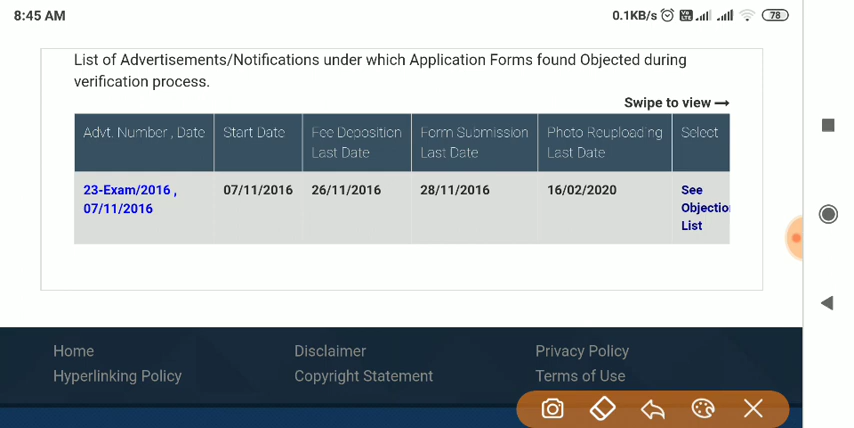 8:45 AM
0.1KB/s
78
List of Advertisements/Notifications under which Application Forms found Objected during
verification process.
Swipe to view
Advt. Number , Date
Start Date
Fee Deposition
Last Date
Form Submission
Last Date
Photo Reuploading
Last Date
Select
23-Exam/2016 ,
07/11/2016
07/11/2016
26/11/2016
28/11/2016
16/02/2020
See
Objection
List
Home
Disclaimer
Privacy Policy
Hyperlinking Policy
Copyright Statement
Terms of Use